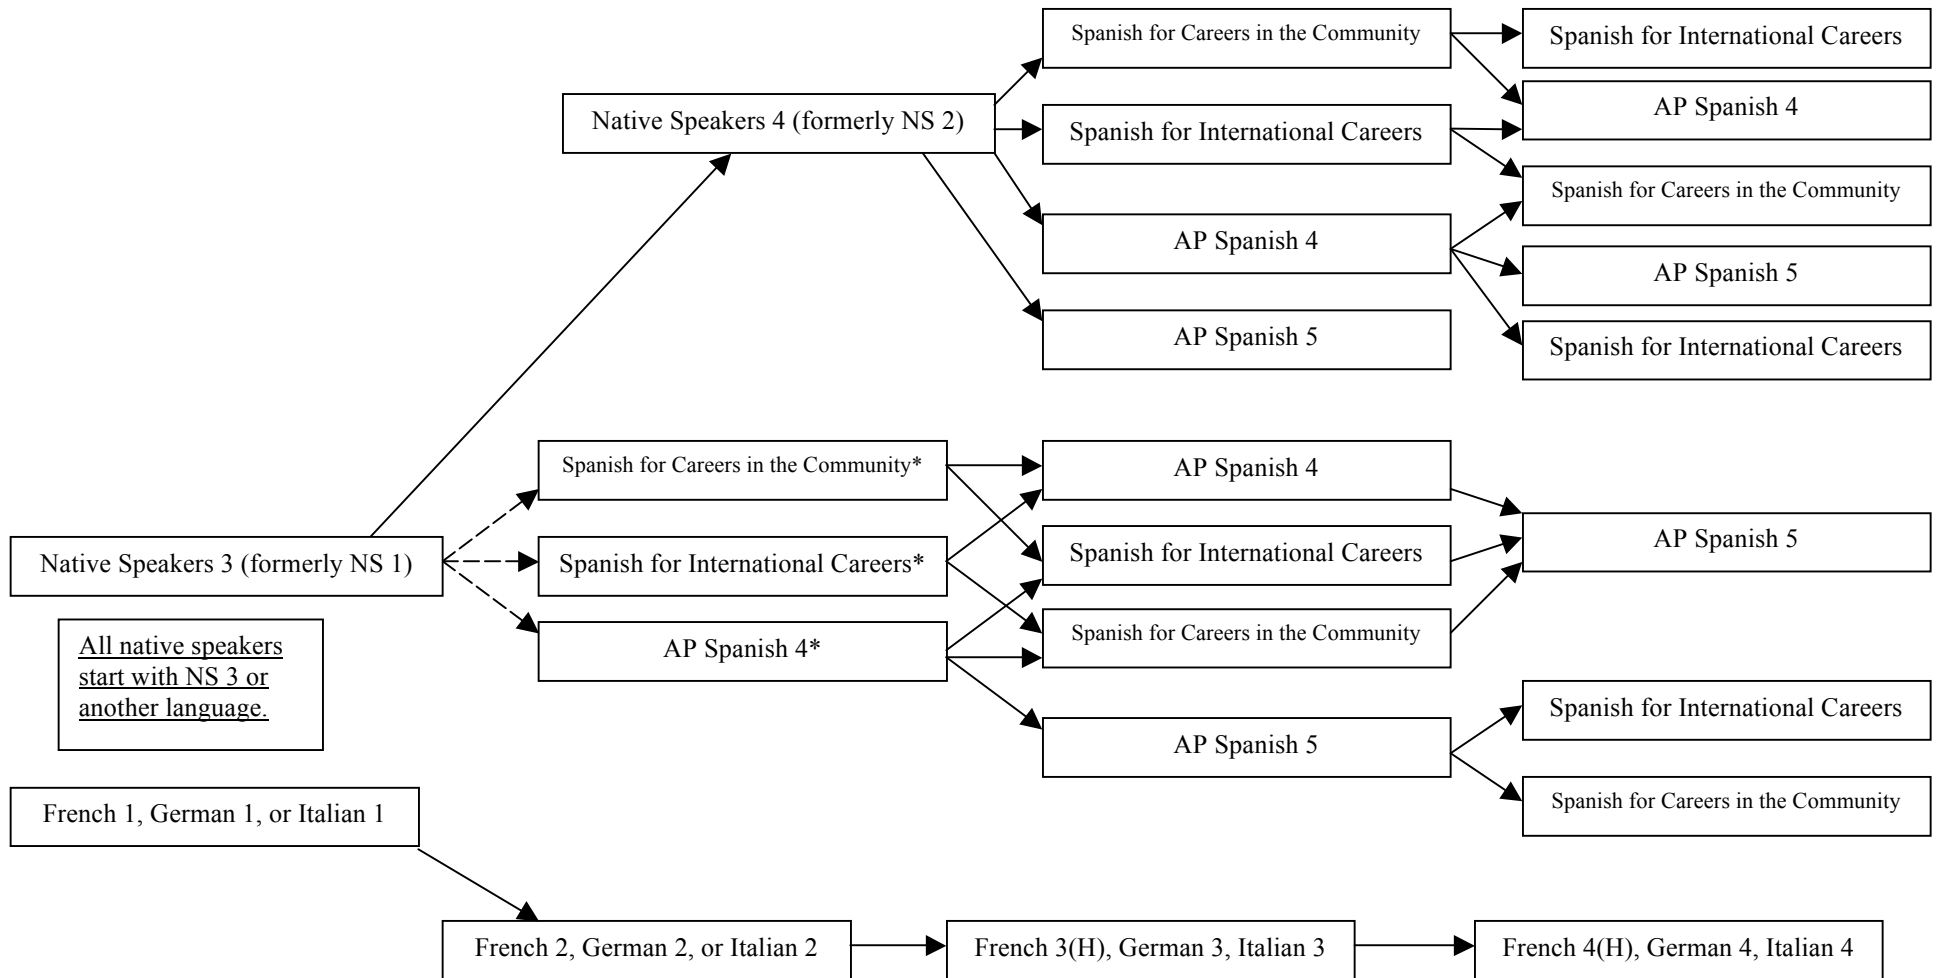 Spanish for Careers in the Community
Spanish for International Careers
Native Speakers 4 (formerly NS 2)
Spanish for International Careers
AP Spanish 4
Spanish for Careers in the Community
AP Spanish 4
AP Spanish 5
AP Spanish 5
Spanish for International Careers
Spanish for Careers in the Community*
AP Spanish 4
Native Speakers 3 (formerly NS 1)
Spanish for International Careers*
Spanish for International Careers
AP Spanish 5
AP Spanish 4*
Spanish for Careers in the Community
All native speakers
start with NS 3 or
another language.
AP Spanish 5
Spanish for International Careers
Spanish for Careers in the Community
French 1, German 1, or Italian 1
French 2, German 2, or Italian 2
French 3(H), German 3, Italian 3
French 4(H), German 4, Italian 4